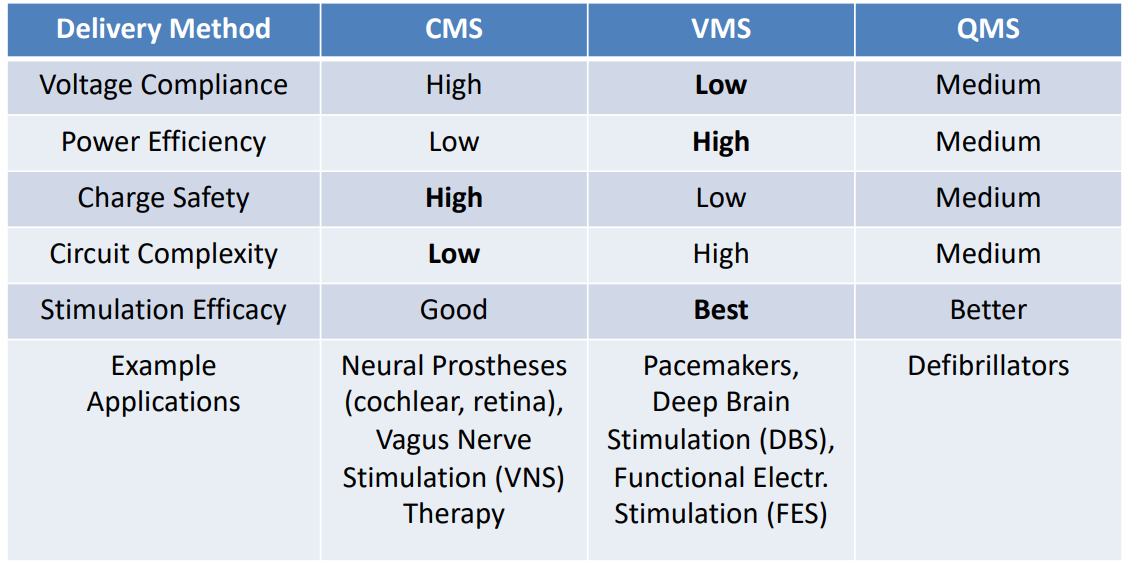 Delivery Method CMS VMS QMS
Voltage Compliance High Low Medium
Power Efficiency Low High Medium
Charge Safety High Low Medium
Circuit Complexity Low High Medium
Stimulation Efficacy Good Best Better
Example
Applications
Neural Prostheses
(cochlear, retina),
Vagus Nerve
Stimulation (VNS)
Therapy
Pacemakers,
Deep Brain
Stimulation (DBS),
Functional Electr.
Stimulation (FES)
Defibrillators